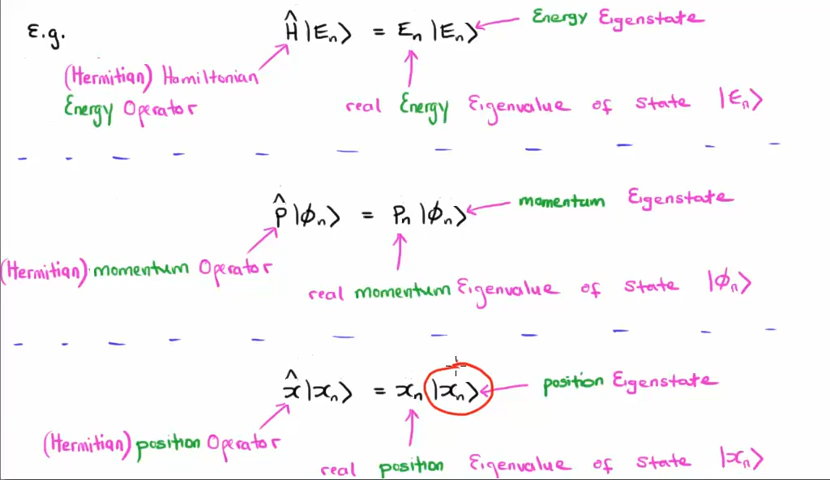 E.g.
Ĥ|Eₙ⟩ = Eₙ|Eₙ⟩
Energy Eigenstate
(Hermitian) Hamiltonian
Energy Operator
real Energy Eigenvalue of state |Eₙ⟩
P̂|ϕₙ⟩ = Pₙ|ϕₙ⟩
momentum Eigenstate
(Hermitian) momentum Operator
real momentum Eigenvalue of state |ϕₙ⟩
x̂|xₙ⟩ = xₙ|xₙ⟩
position Eigenstate
(Hermitian) position Operator
real position Eigenvalue of state |xₙ⟩